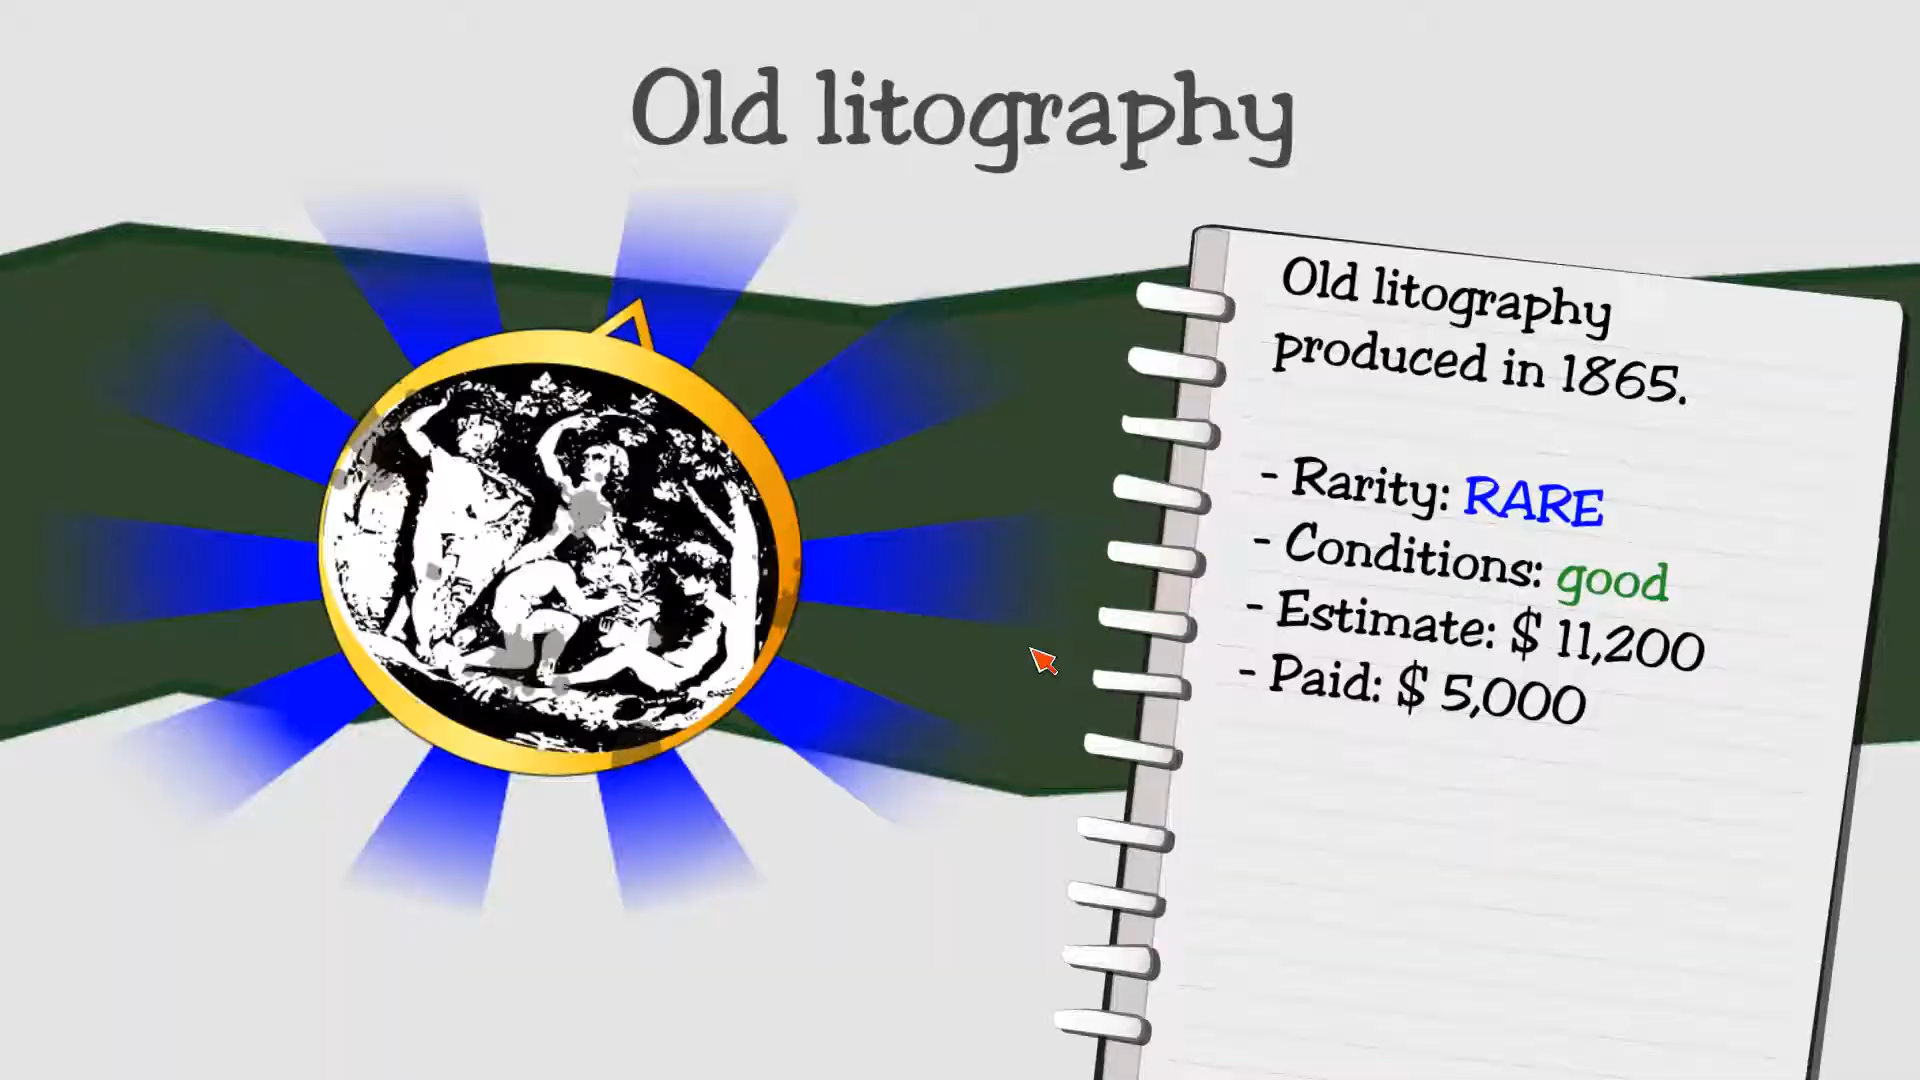 Old litography
Old litography
produced in 1865.
- Rarity: RARE
- Conditions: good
- Estimate: $ 11,200
- Paid: $ 5,000